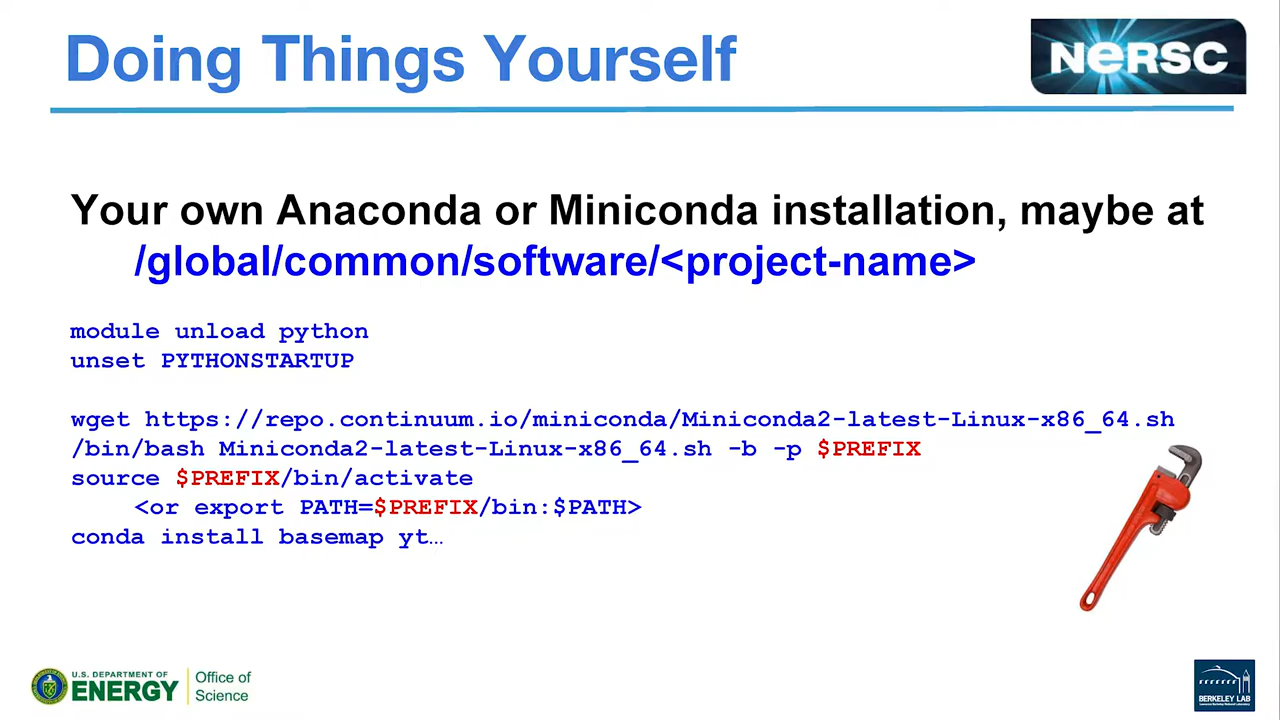 Doing Things Yourself
NERSC
Your own Anaconda or Miniconda installation, maybe at
/global/common/software/<project-name>
module unload python
unset PYTHONSTARTUP
wget https://repo.continuum.io/miniconda/Miniconda2-latest-Linux-x86_64.sh
/bin/bash Miniconda2-latest-Linux-x86_64.sh -b -p $PREFIX
source $PREFIX/bin/activate
<or export PATH=$PREFIX/bin:$PATH>
conda install basemap yt…
U.S. DEPARTMENT OF
ENERGY
Office of
Science
BERKELEY LAB